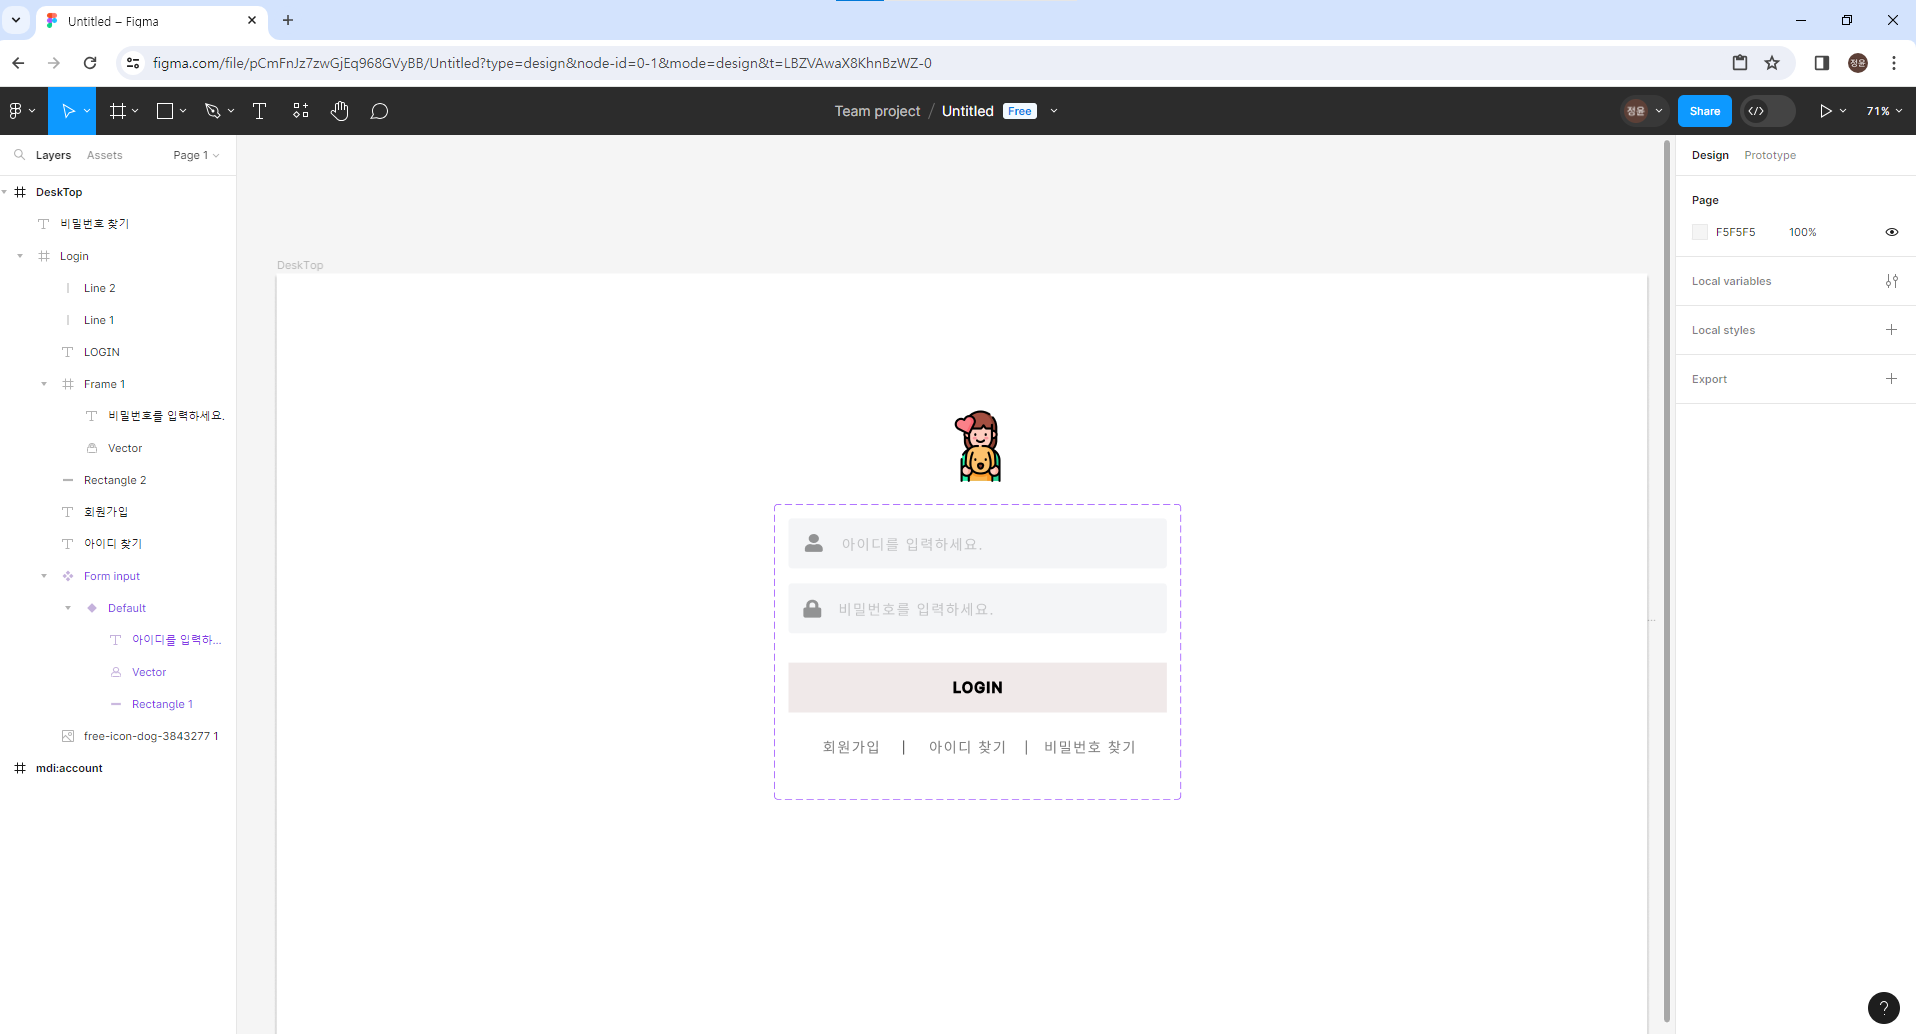 Untitled – Figma
figma.com/file/pCmFnJz7zwGjEq968GVyBB/Untitled?type=design&node-id=0-1&mode=design&t=LBZVAwaX8KhnBzWZ-0
정윤
Team project / Untitled Free
정윤
Share
71%
Layers
Assets
Page 1
Design
Prototype
DeskTop
비밀번호 찾기
Login
Line 2
Line 1
LOGIN
Frame 1
비밀번호를 입력하세요.
Vector
Rectangle 2
회원가입
아이디 찾기
Form input
Default
아이디를 입력하...
Vector
Rectangle 1
free-icon-dog-3843277 1
mdi:account
DeskTop
아이디를 입력하세요.
비밀번호를 입력하세요.
LOGIN
회원가입 | 아이디 찾기 | 비밀번호 찾기
Page
F5F5F5 100%
Local variables
Local styles
Export
?